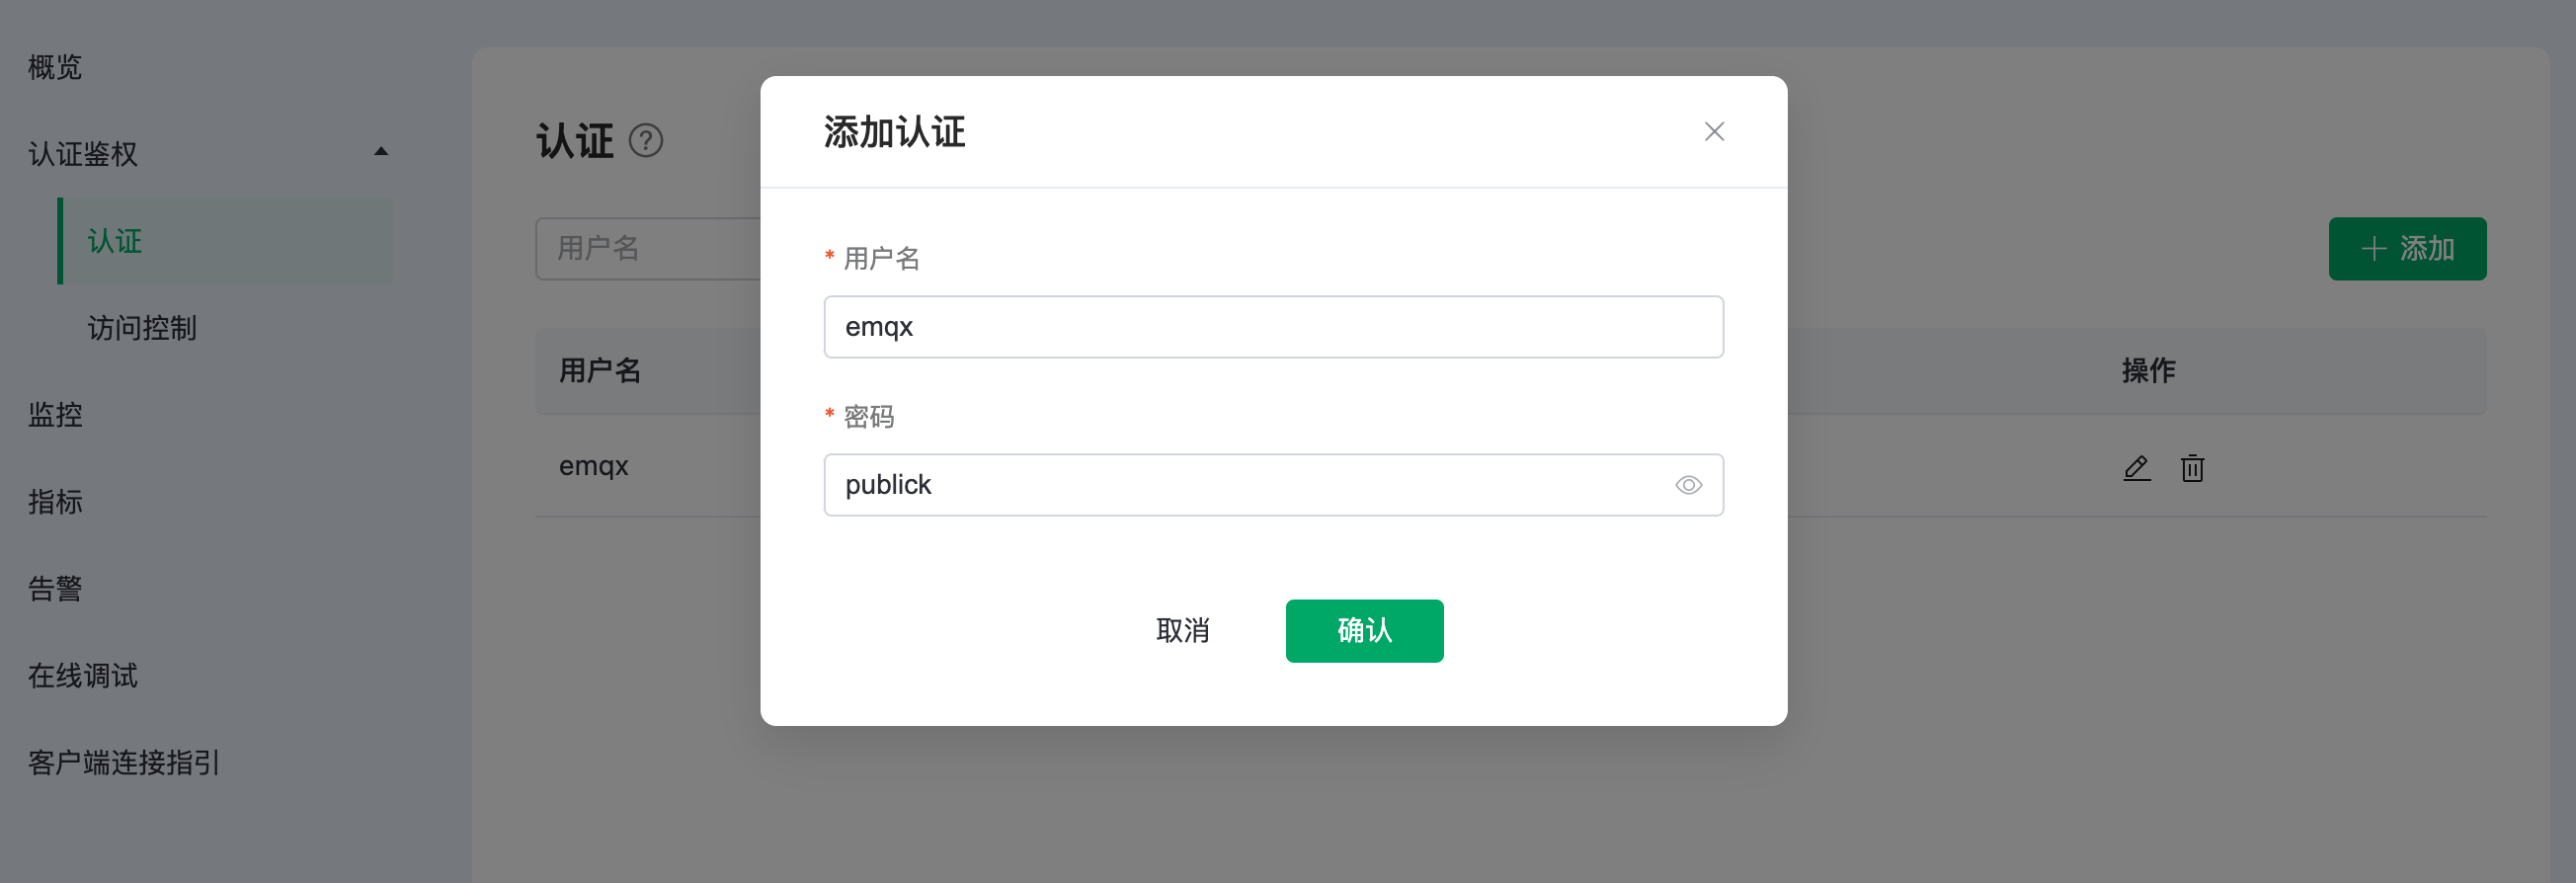 概览
认证鉴权
认证
访问控制
监控
指标
告警
在线调试
客户端连接指引
认证
用户名
添加
用户名
操作
emqx
添加认证
* 用户名
emqx
* 密码
publick
取消
确认